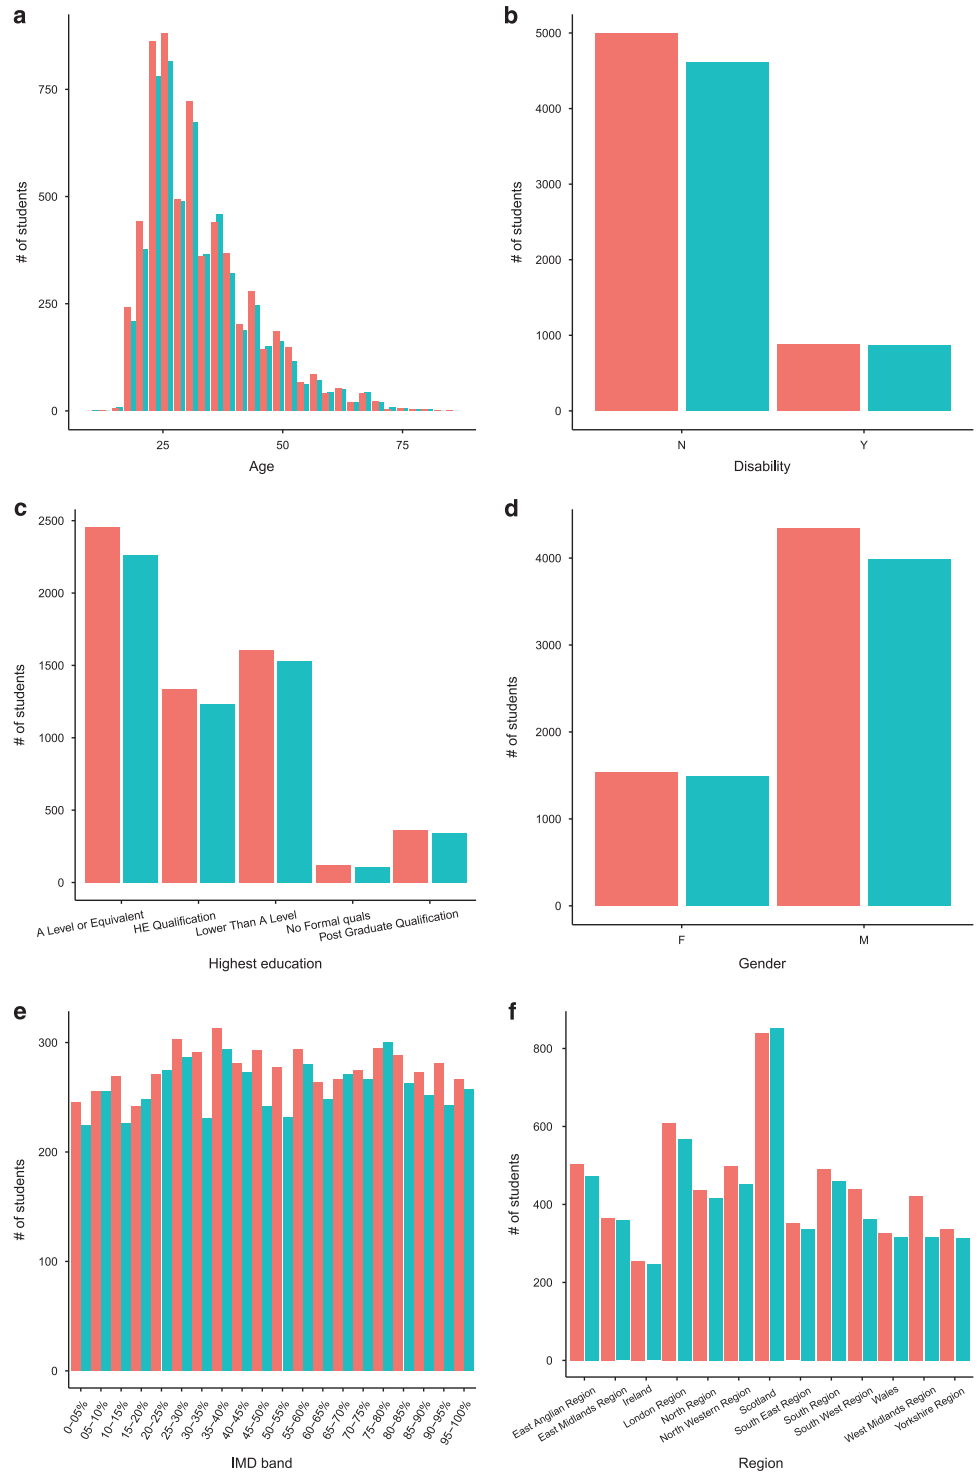 a
# of students
750
500
250
0
25 50 75
Age
b
# of students
5000
4000
3000
2000
1000
0
N Y
Disability
c
# of students
2500
2000
1500
1000
500
0
A Level or Equivalent
HE Qualification
Lower Than A Level
No Formal quals
Post Graduate Qualification
Highest education
d
# of students
4000
3000
2000
1000
0
F M
Gender
e
# of students
300
200
100
0
0–05%
05–10%
10–15%
15–20%
20–25%
25–30%
30–35%
35–40%
40–45%
45–50%
50–55%
55–60%
60–65%
65–70%
70–75%
75–80%
80–85%
85–90%
90–95%
95–100%
IMD band
f
# of students
800
600
400
200
0
East Anglian Region
East Midlands Region
Ireland
London Region
North Region
North Western Region
Scotland
South East Region
South Region
South West Region
Wales
West Midlands Region
Yorkshire Region
Region